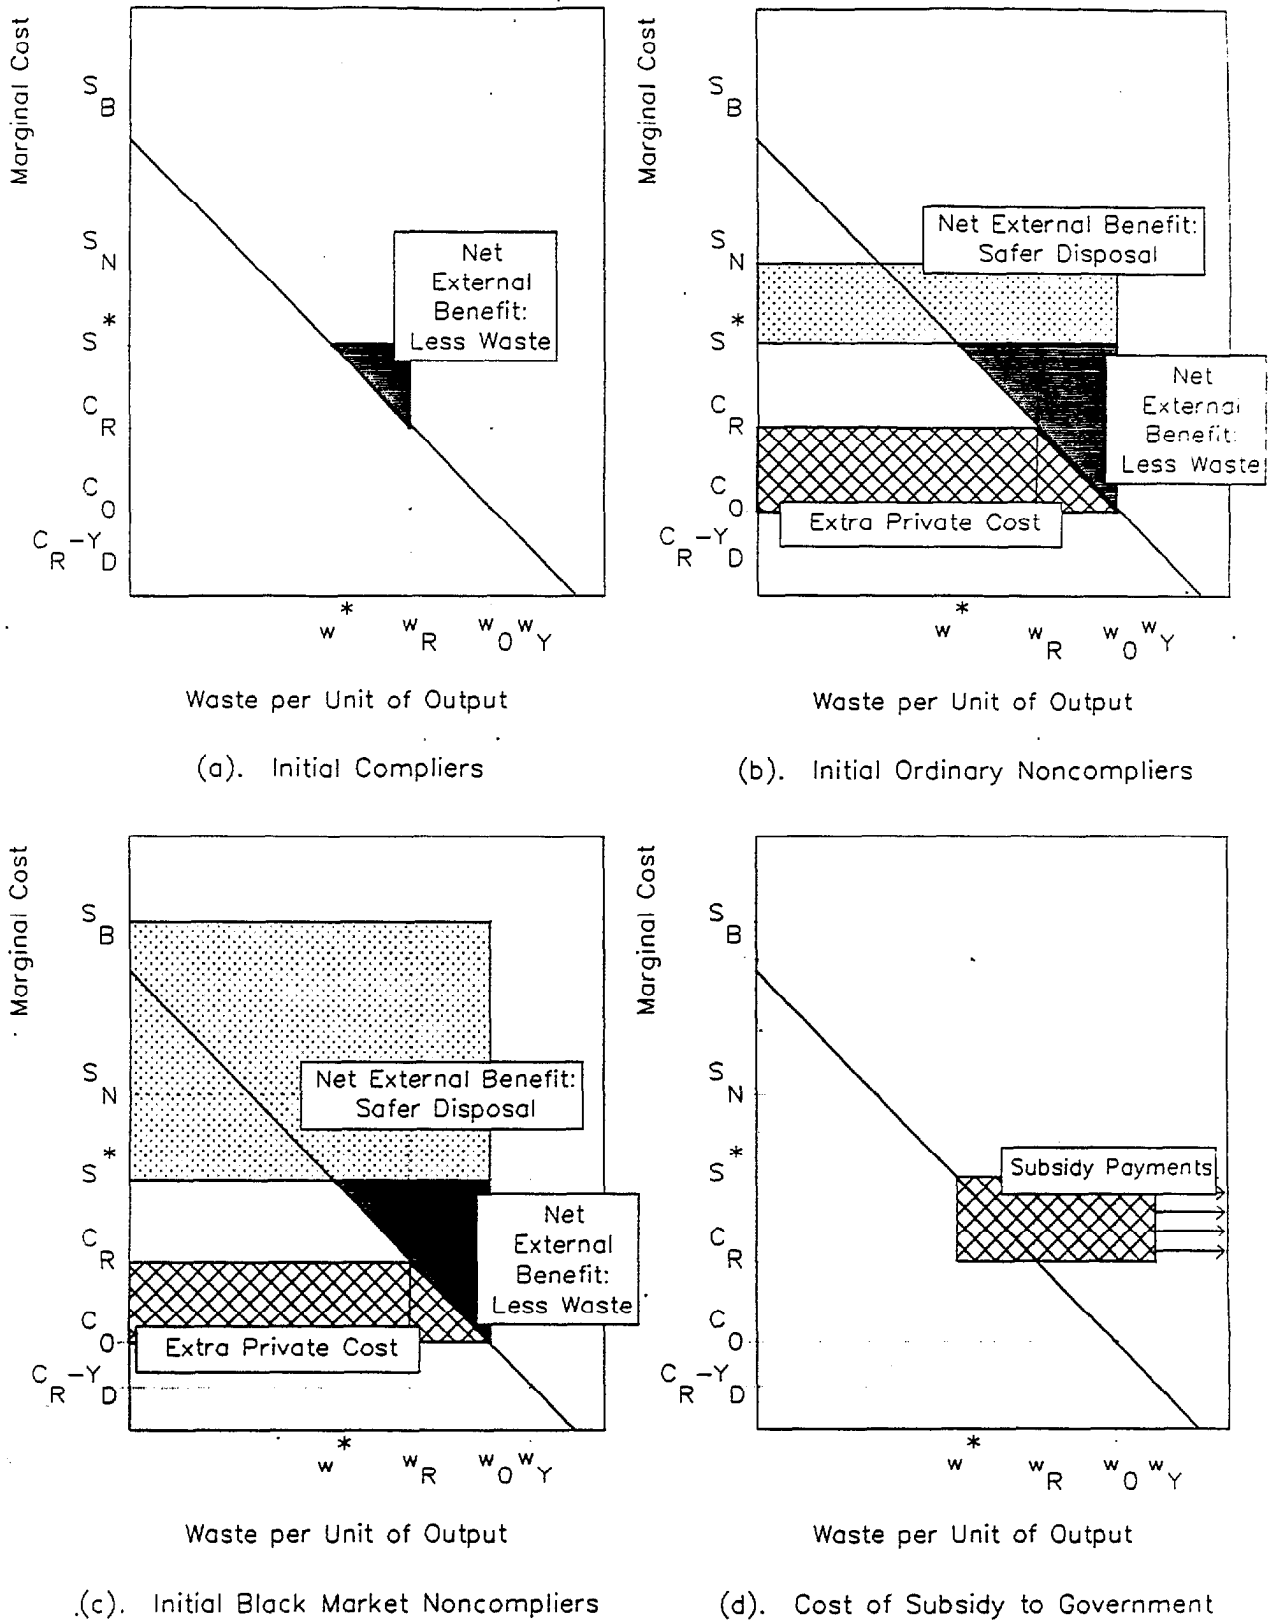 Marginal Cost
S B
S N
S *
C R
C O
C R -Y D
Net
External
Benefit:
Less Waste
w *
w R
w O
w Y
Waste per Unit of Output
(a). Initial Compliers
Marginal Cost
S B
S N
S *
C R
C O
C R -Y D
Net External Benefit:
Safer Disposal
Net
External
Benefit:
Less Waste
Extra Private Cost
w *
w R
w O
w Y
Waste per Unit of Output
(b). Initial Ordinary Noncompliers
Marginal Cost
S B
S N
S *
C R
C O
C R -Y D
Net External Benefit:
Safer Disposal
Net
External
Benefit:
Less Waste
Extra Private Cost
w *
w R
w O
w Y
Waste per Unit of Output
(c). Initial Black Market Noncompliers
Marginal Cost
S B
S N
S *
C R
C O
C R -Y D
Subsidy Payments
w *
w R
w O
w Y
Waste per Unit of Output
(d). Cost of Subsidy to Government